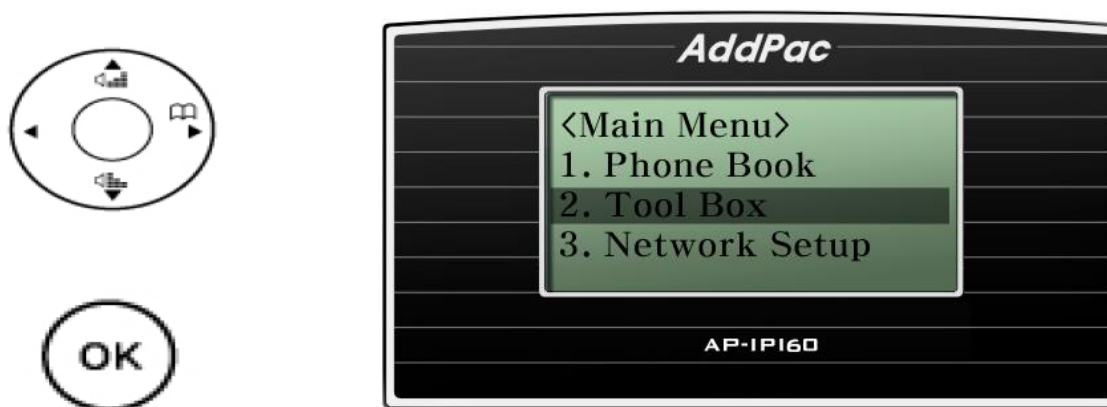 AddPac
<Main Menu>
1. Phone Book
2. Tool Box
3. Network Setup
AP-IP160
OK